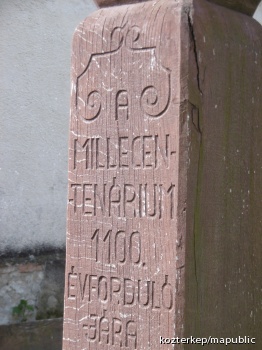 A
MILLECEN-
TENÁRIUM
1100.
ÉVFORDULÓ
JÁRA
kozterkep/mapublic